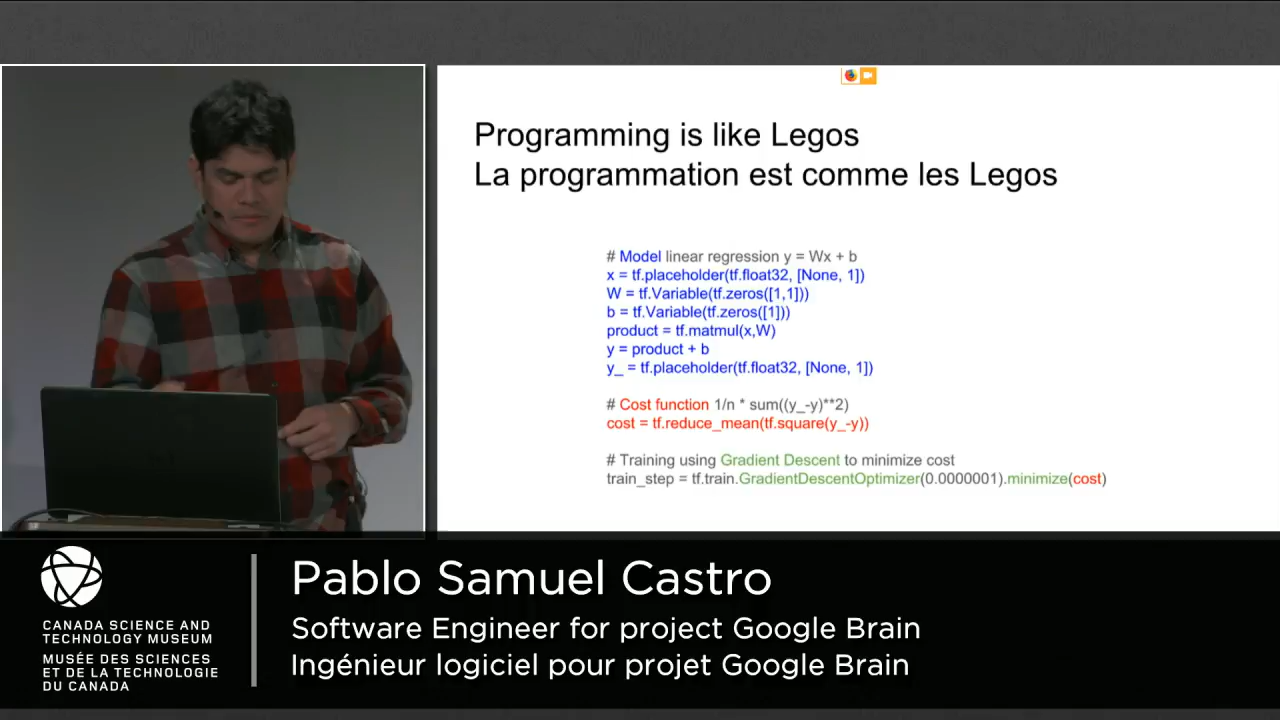 Programming is like Legos
La programmation est comme les Legos
# Model linear regression y = Wx + b
x = tf.placeholder(tf.float32, [None, 1])
W = tf.Variable(tf.zeros([1,1]))
b = tf.Variable(tf.zeros([1]))
product = tf.matmul(x,W)
y = product + b
y_ = tf.placeholder(tf.float32, [None, 1])
# Cost function 1/n * sum((y_-y)**2)
cost = tf.reduce_mean(tf.square(y_-y))
# Training using Gradient Descent to minimize cost
train_step = tf.train.GradientDescentOptimizer(0.0000001).minimize(cost)
CANADA SCIENCE AND
TECHNOLOGY MUSEUM
MUSÉE DES SCIENCES
ET DE LA TECHNOLOGIE
DU CANADA
Pablo Samuel Castro
Software Engineer for project Google Brain
Ingénieur logiciel pour projet Google Brain